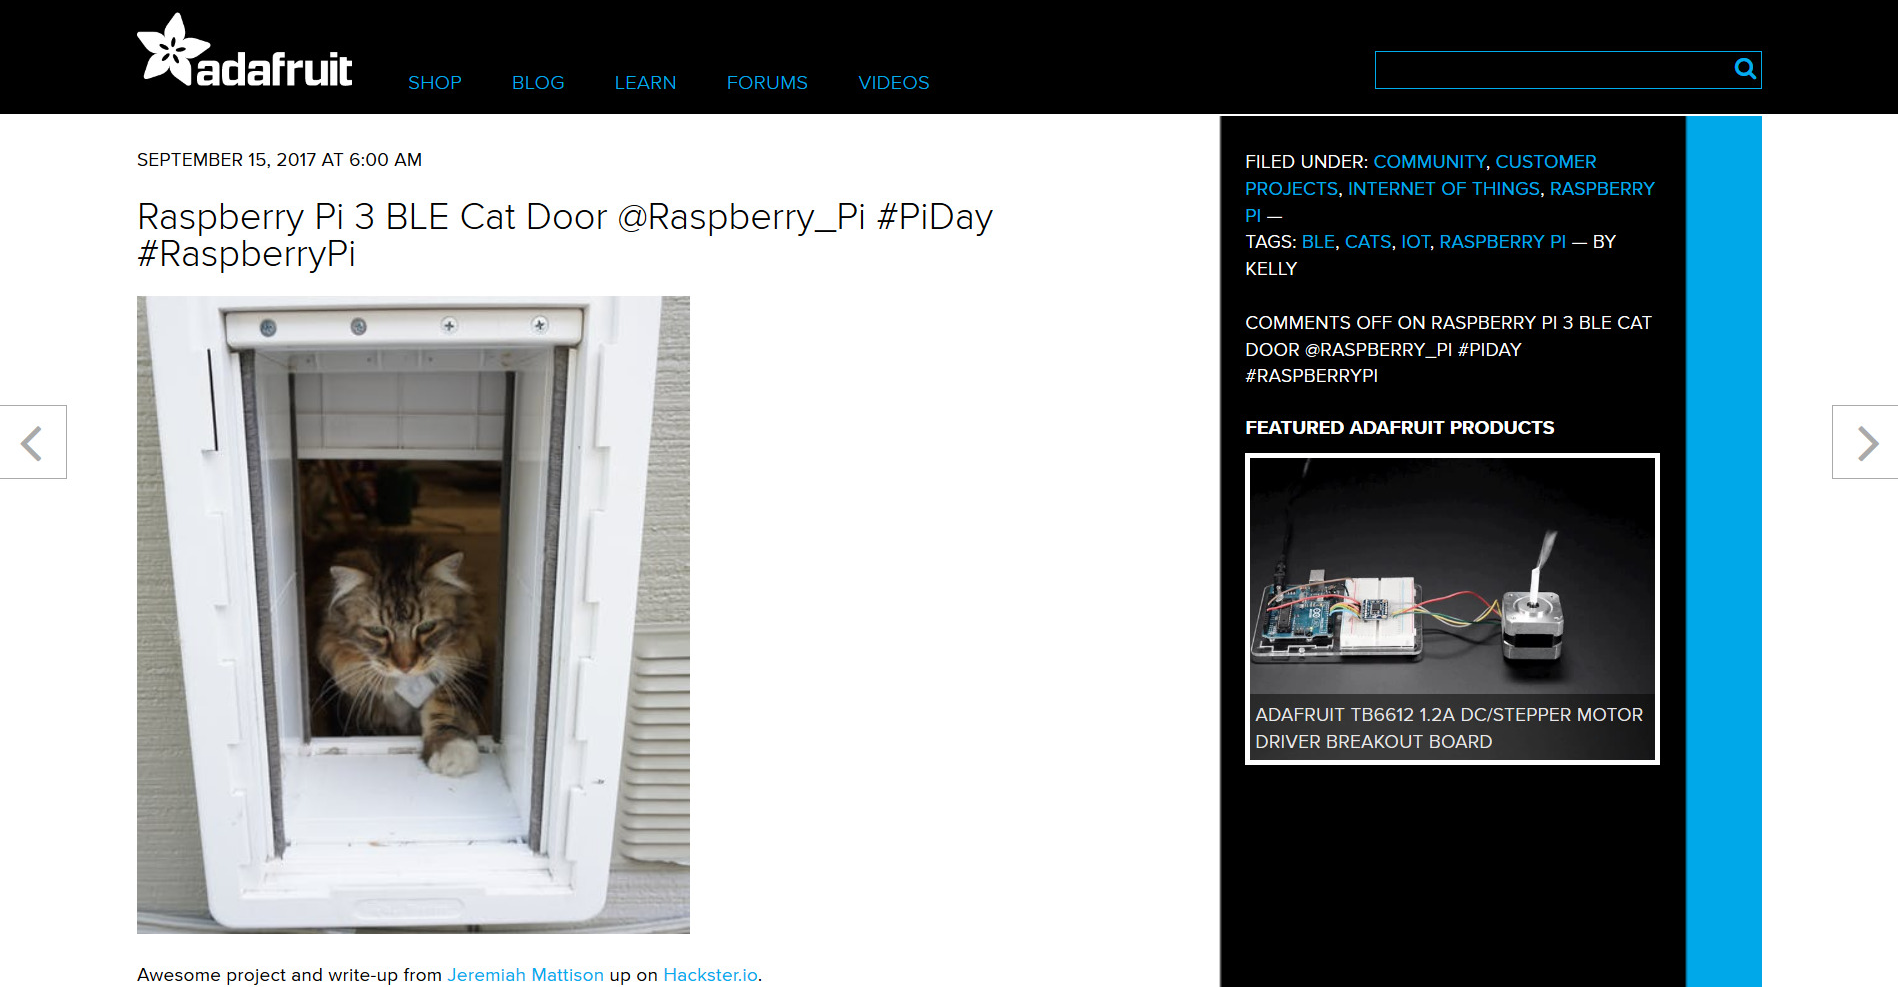 adafruit
SHOP BLOG LEARN FORUMS VIDEOS
SEPTEMBER 15, 2017 AT 6:00 AM
Raspberry Pi 3 BLE Cat Door @Raspberry_Pi #PiDay
#RaspberryPi
Awesome project and write-up from Jeremiah Mattison up on Hackster.io.
FILED UNDER: COMMUNITY, CUSTOMER
PROJECTS, INTERNET OF THINGS, RASPBERRY
PI —
TAGS: BLE, CATS, IOT, RASPBERRY PI — BY
KELLY
COMMENTS OFF ON RASPBERRY PI 3 BLE CAT
DOOR @RASPBERRY_PI #PIDAY
#RASPBERRYPI
FEATURED ADAFRUIT PRODUCTS
ADAFRUIT TB6612 1.2A DC/STEPPER MOTOR
DRIVER BREAKOUT BOARD